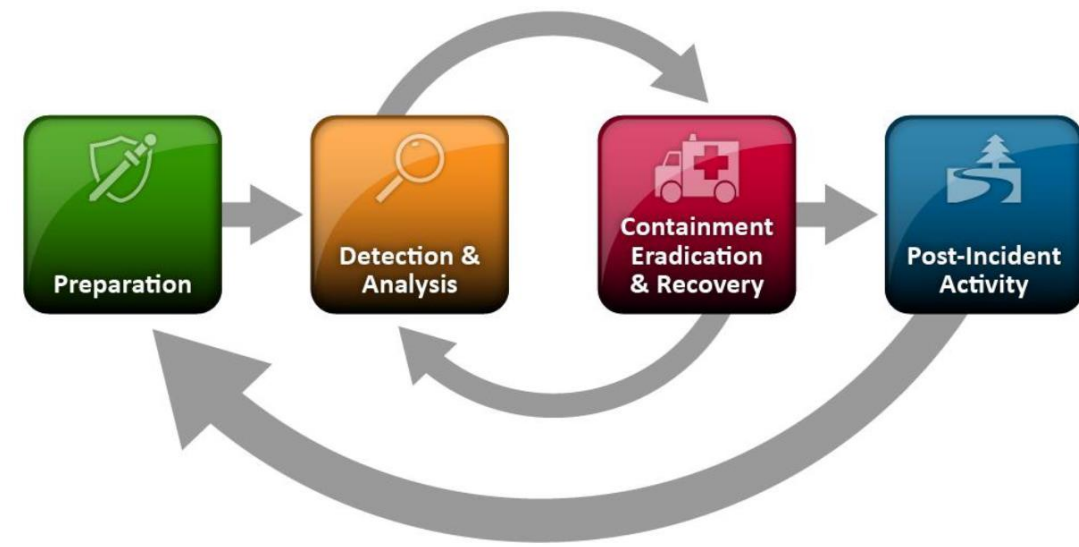 Preparation
Detection &
Analysis
Containment
Eradication
& Recovery
Post-Incident
Activity